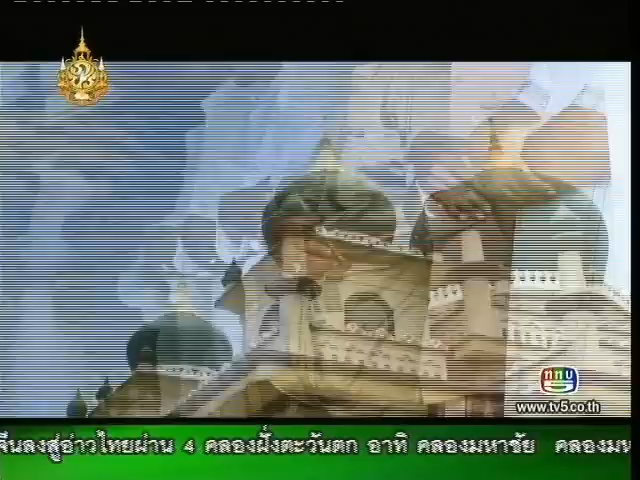 ททบ
www.tv5.co.th
จีนลงสู่อ่าวไทยผ่าน 4 คลองฝั่งตะวันตก อาทิ คลองมหาชัย คลองมห